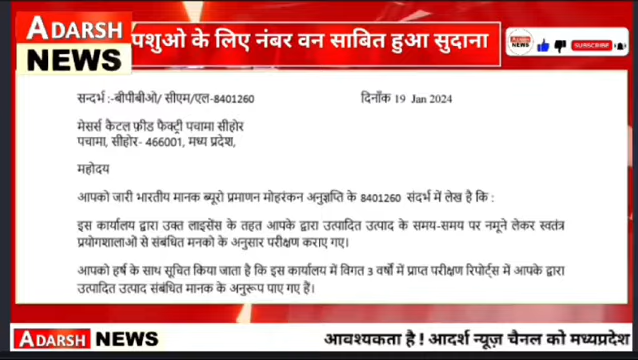 ADARSH
NEWS
पशुओ के लिए नंबर वन साबित हुआ सुदाना
ADARSH
NEWS
SUBSCRIBE
सन्दर्भ :-बीपीबीओ/ सीएम/एल-8401260
दिनाँक 19 Jan 2024
मेसर्स कैटल फ़ीड फैक्ट्री पचामा सीहोर
पचामा, सीहोर- 466001, मध्य प्रदेश,
महोदय
आपको जारी भारतीय मानक ब्यूरो प्रमाणन मोहरंकन अनुज्ञप्ति के 8401260 संदर्भ में लेख है कि :
इस कार्यालय द्वारा उक्त लाइसेंस के तहत आपके द्वारा उत्पादित उत्पाद के समय-समय पर नमूने लेकर स्वतंत्र
प्रयोगशालाओं से संबधित मनको के अनुसार परीक्षण कराए गए।
आपको हर्ष के साथ सूचित किया जाता है कि इस कार्यालय में विगत 3 वर्षों में प्राप्त परीक्षण रिपोर्ट्स में आपके द्वारा
उत्पादित उत्पाद संबंधित मानक के अनुरूप पाए गए हैं।
ADARSH NEWS
आवश्यकता है ! आदर्श न्यूज़ चैनल को मध्यप्रदेश